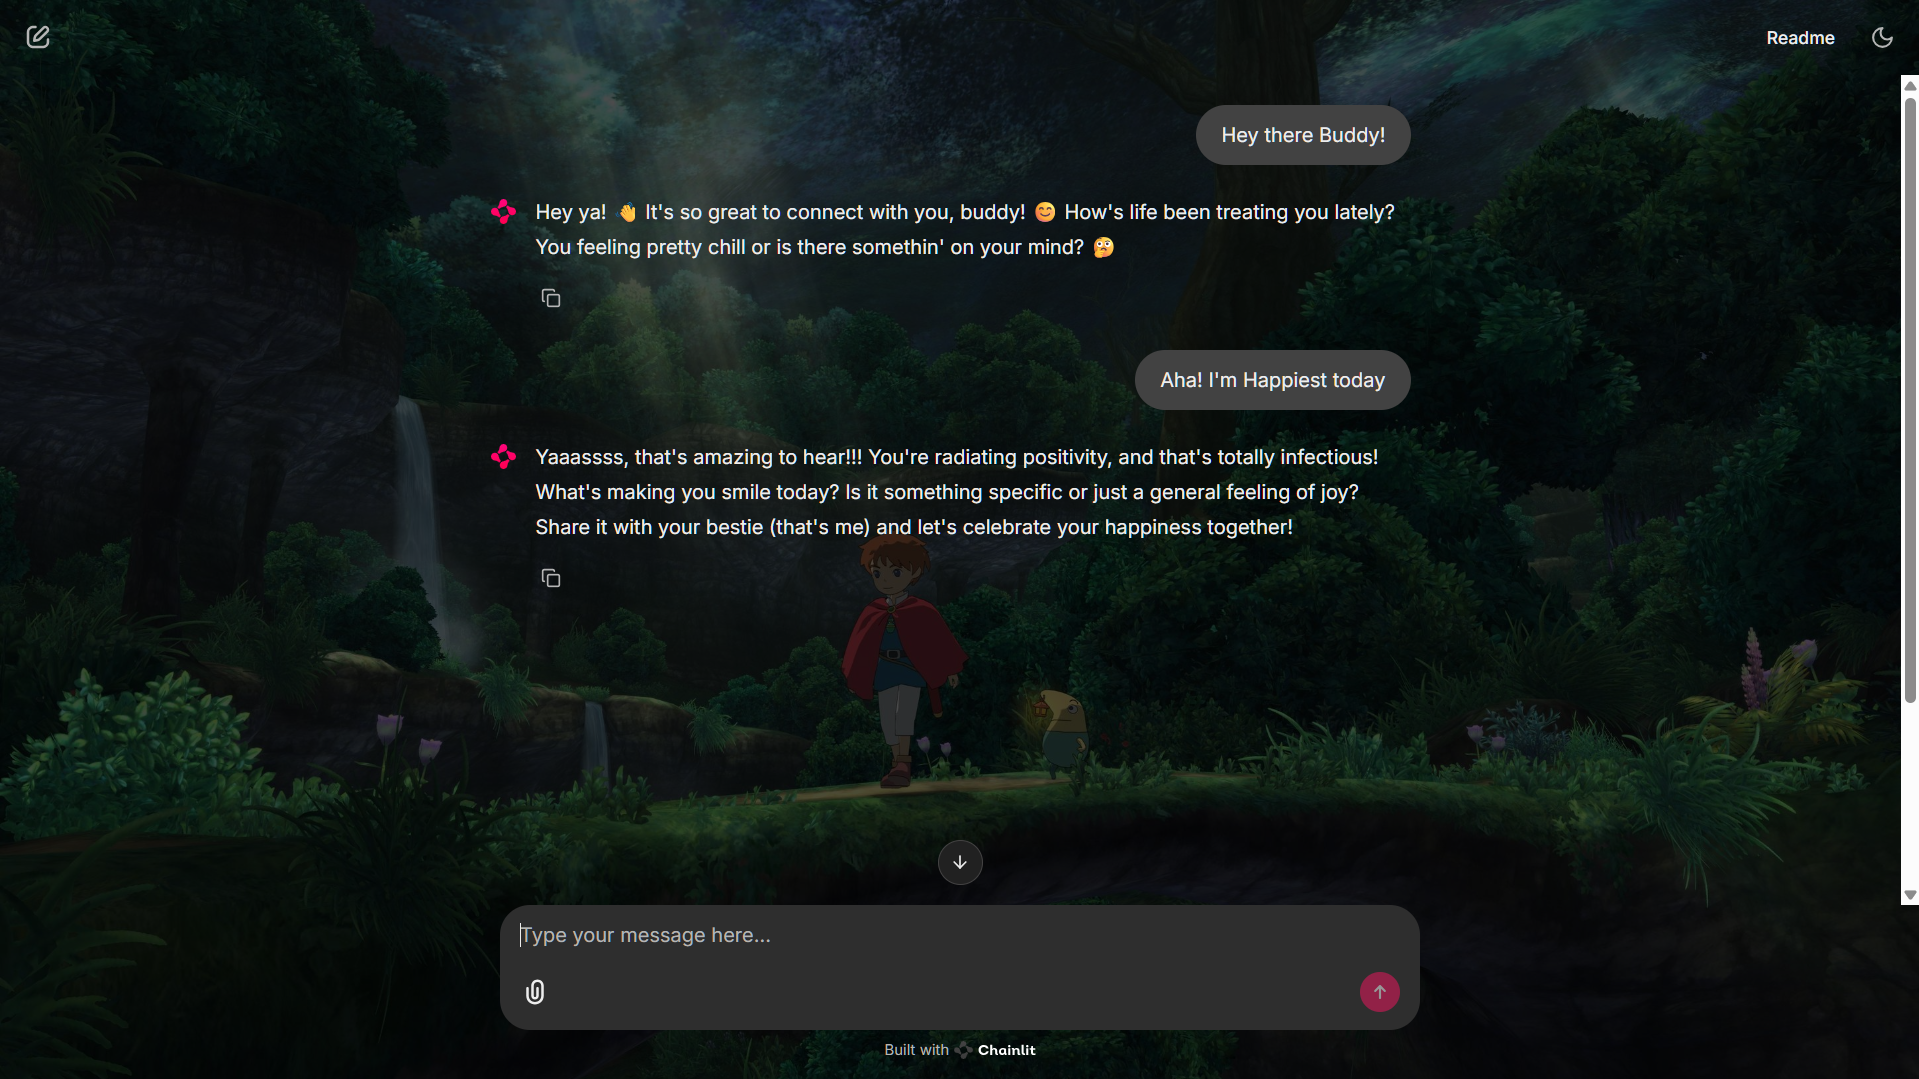 Readme
Hey there Buddy!
Hey ya! 👋 It's so great to connect with you, buddy! 😊 How's life been treating you lately?
You feeling pretty chill or is there somethin' on your mind? 🤔
Aha! I'm Happiest today
Yaaassss, that's amazing to hear!!! You're radiating positivity, and that's totally infectious!
What's making you smile today? Is it something specific or just a general feeling of joy?
Share it with your bestie (that's me) and let's celebrate your happiness together!
Type your message here...
Built with Chainlit